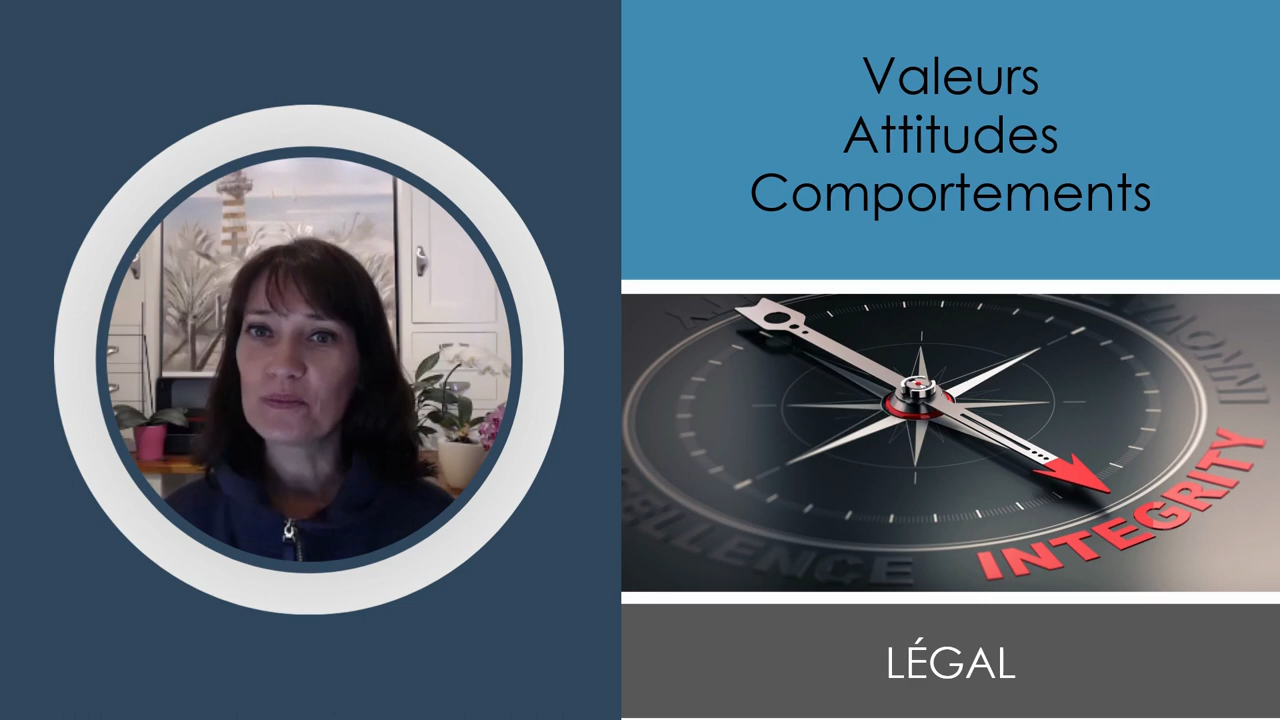 Valeurs
Attitudes
Comportements
INTEGRITY
LÉGAL